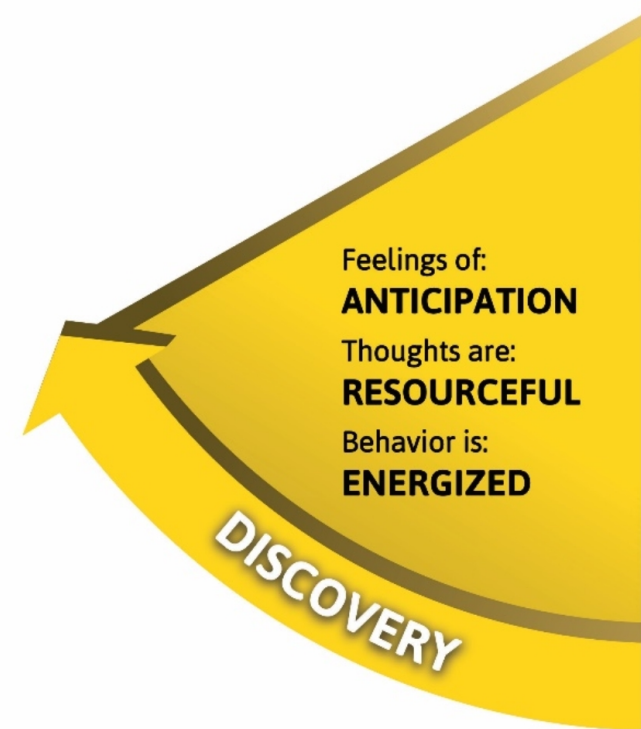 Feelings of:
ANTICIPATION
Thoughts are:
RESOURCEFUL
Behavior is:
ENERGIZED
DISCOVERY